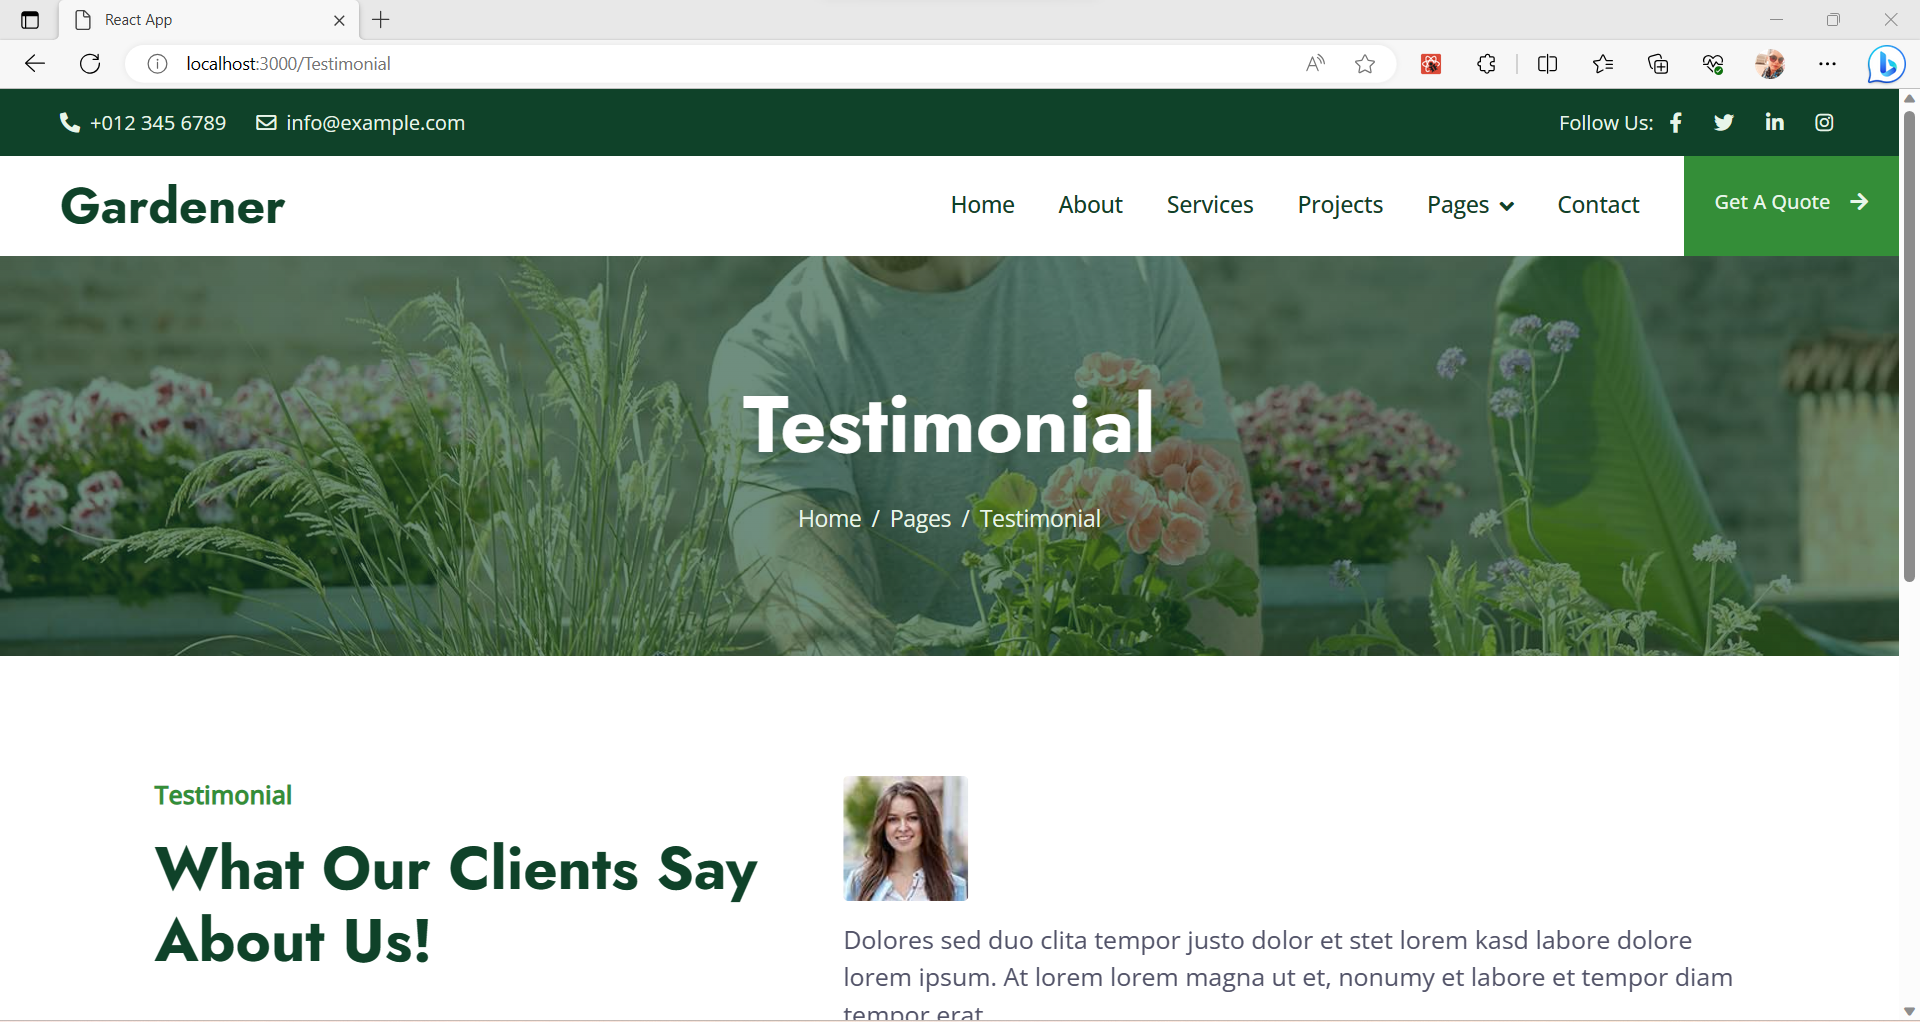 React App
localhost:3000/Testimonial
+012 345 6789 info@example.com Follow Us:
Gardener Home About Services Projects Pages Contact Get A Quote
Testimonial
Home / Pages / Testimonial
Testimonial
What Our Clients Say
About Us!
Dolores sed duo clita tempor justo dolor et stet lorem kasd labore dolore
lorem ipsum. At lorem lorem magna ut et, nonumy et labore et tempor diam
tempor erat.